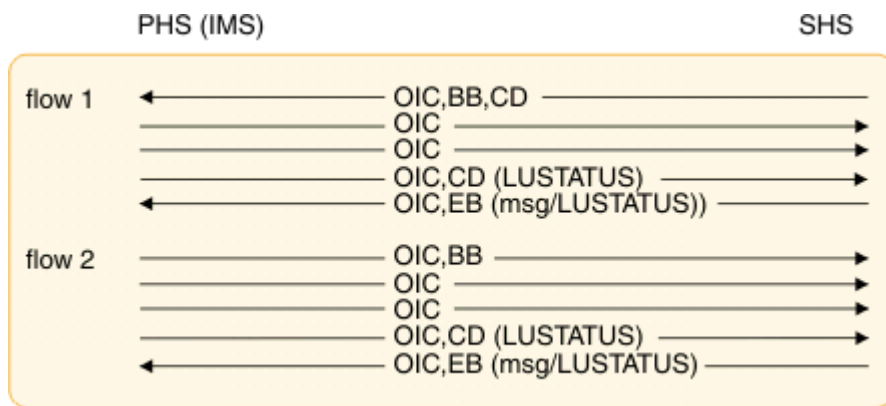 PHS (IMS) SHS
flow 1 OIC,BB,CD
OIC
OIC
OIC,CD (LUSTATUS)
OIC,EB (msg/LUSTATUS))
flow 2 OIC,BB
OIC
OIC
OIC,CD (LUSTATUS)
OIC,EB (msg/LUSTATUS)